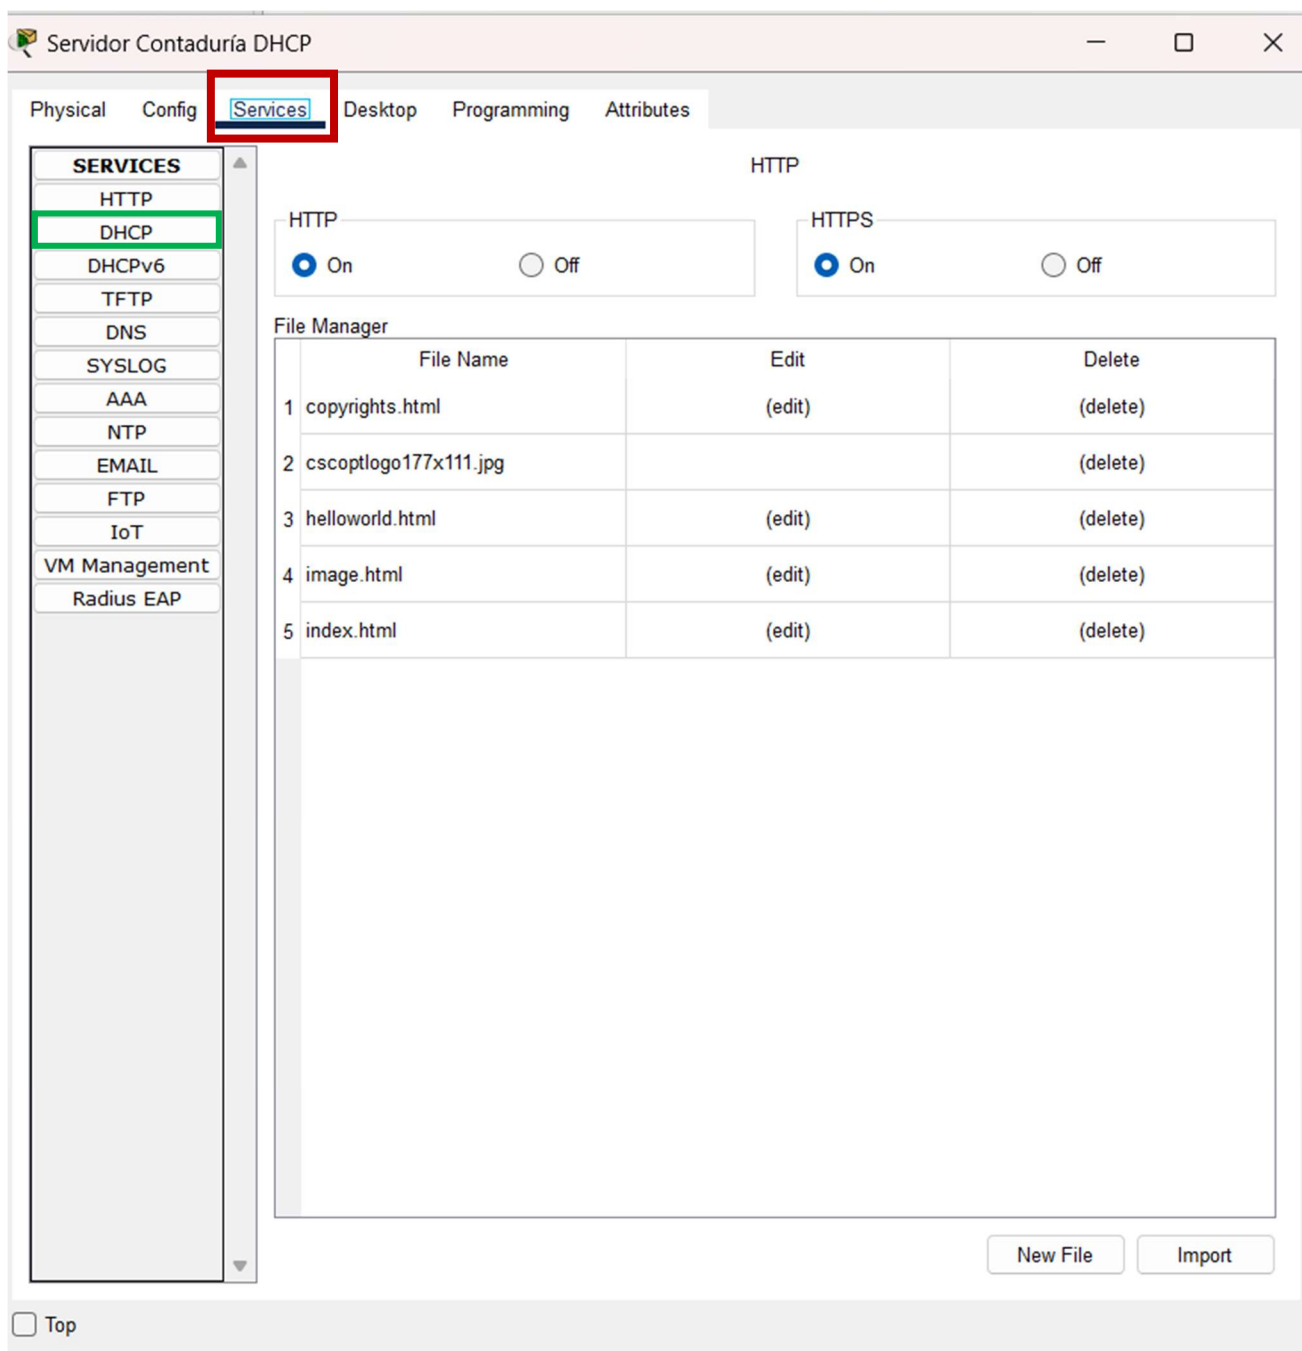 Servidor Contaduría DHCP
Physical Config Services Desktop Programming Attributes
SERVICES
HTTP
DHCP
DHCPv6
TFTP
DNS
SYSLOG
AAA
NTP
EMAIL
FTP
IoT
VM Management
Radius EAP
HTTP
HTTP
On Off
HTTPS
On Off
File Manager
File Name Edit Delete
1 copyrights.html (edit) (delete)
2 cscoptlogo177x111.jpg (delete)
3 helloworld.html (edit) (delete)
4 image.html (edit) (delete)
5 index.html (edit) (delete)
New File Import
Top